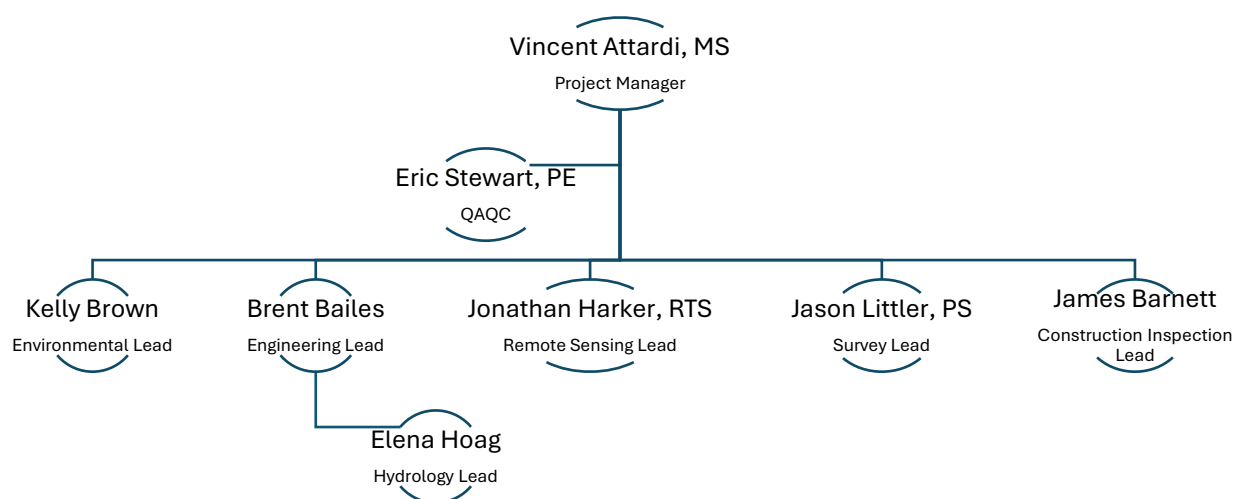 Vincent Attardi, MS
Project Manager
Eric Stewart, PE
QAQC
Kelly Brown
Environmental Lead
Brent Bailes
Engineering Lead
Jonathan Harker, RTS
Remote Sensing Lead
Jason Littler, PS
Survey Lead
James Barnett
Construction Inspection
Lead
Elena Hoag
Hydrology Lead